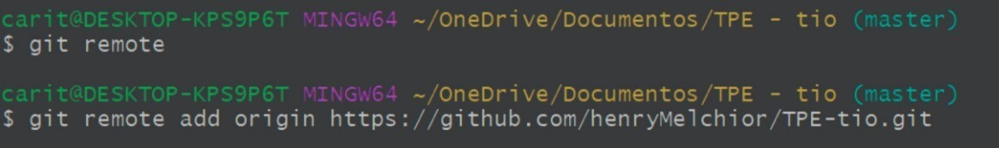 carit@DESKTOP-KPS9P6T MINGW64 ~/OneDrive/Documentos/TPE - tio (master)
$ git remote
carit@DESKTOP-KPS9P6T MINGW64 ~/OneDrive/Documentos/TPE - tio (master)
$ git remote add origin https://github.com/henryMelchior/TPE-tio.git